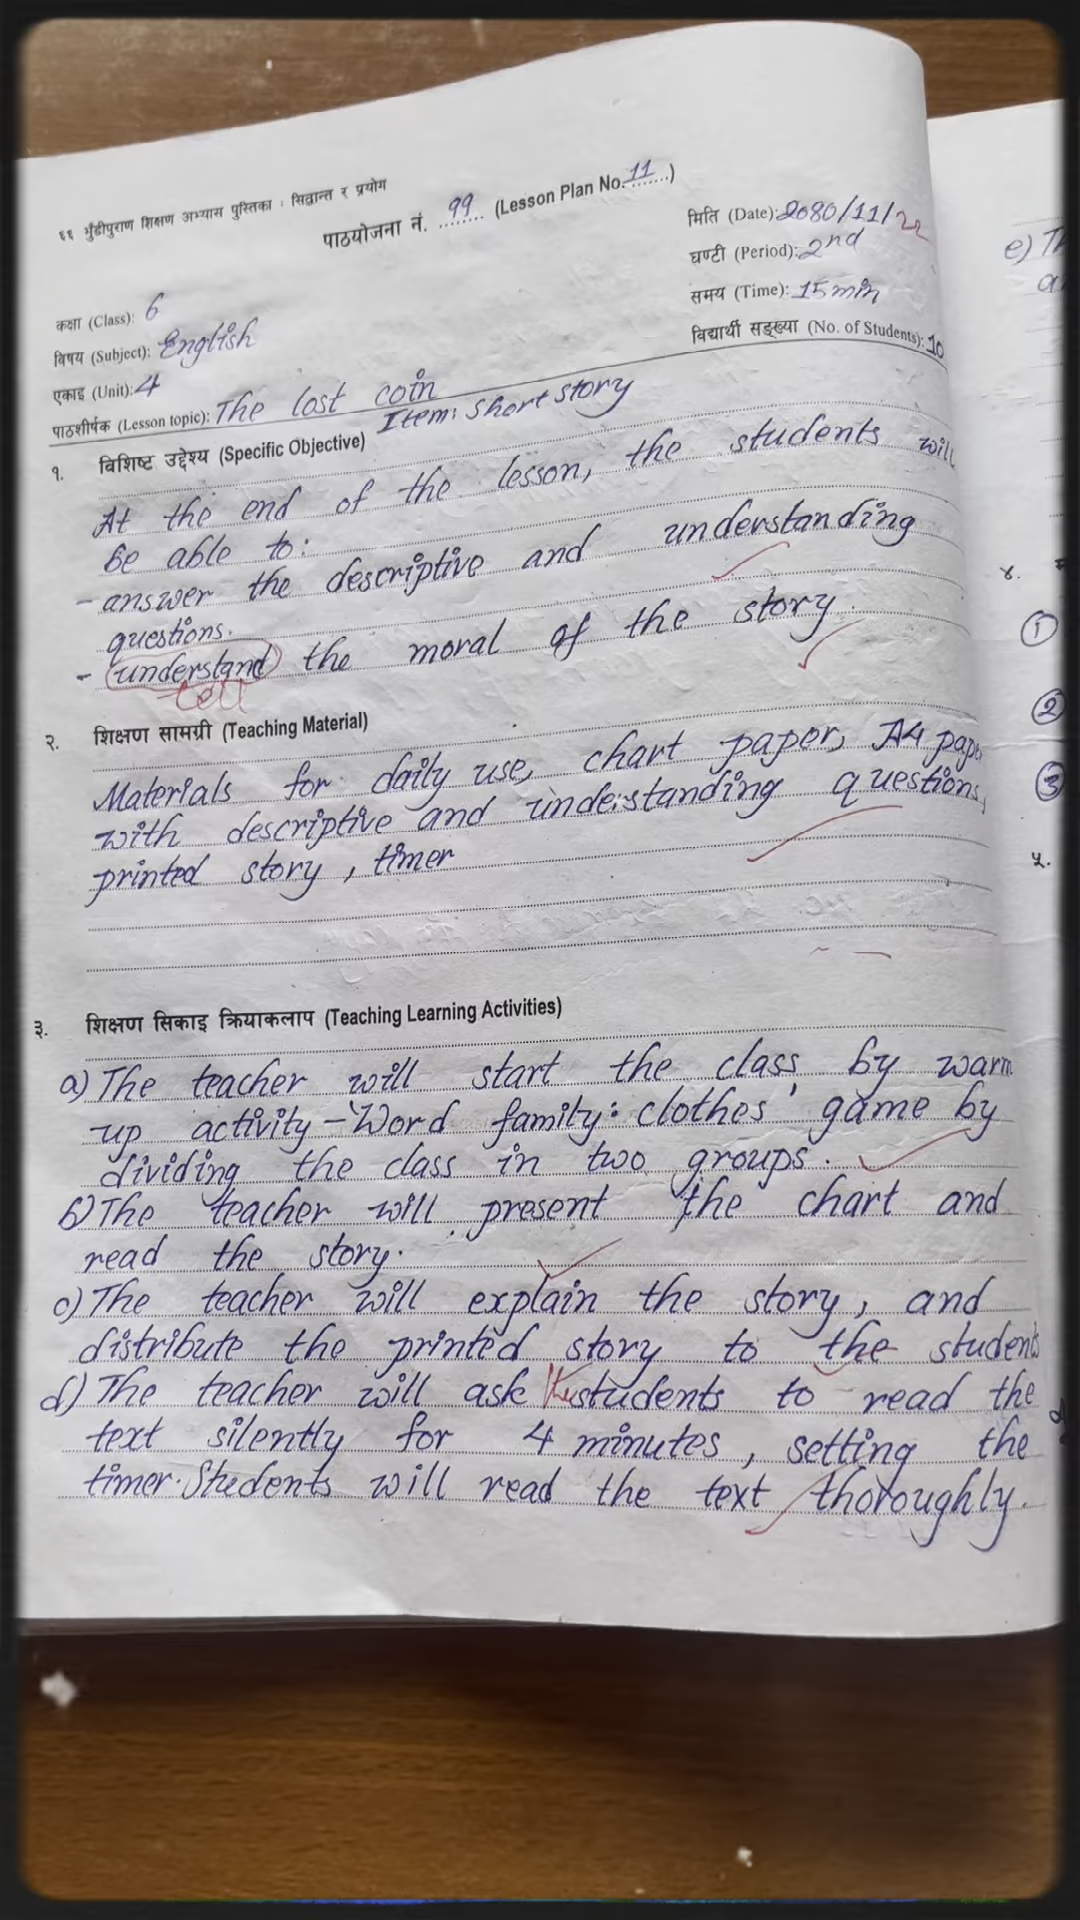 ६६ मुँडीपुराण शिक्षण अभ्यास पुस्तिका : सिद्धान्त र प्रयोग
पाठयोजना नं. ११ (Lesson Plan No. 11)
मिति (Date): 2080/11/22
घण्टी (Period): 2nd
समय (Time): 15 min
विद्यार्थी सङ्ख्या (No. of Students): 10
कक्षा (Class): 6
विषय (Subject): English
एकाइ (Unit): 4
पाठशीर्षक (Lesson topic): The lost coin
Item: short story
१. विशिष्ट उद्देश्य (Specific Objective)
At the end of the lesson, the students will
be able to:
- answer the descriptive and understanding
questions.
- understand the moral of the story.
tell
२. शिक्षण सामग्री (Teaching Material)
Materials for daily use, chart paper, A4 pape
with descriptive and understanding questions,
printed story, timer
३. शिक्षण सिकाइ क्रियाकलाप (Teaching Learning Activities)
a) The teacher will start the class by warm
up activity - 'Word family: clothes' game by
dividing the class in two groups.
b) The teacher will present the chart and
read the story.
c) The teacher will explain the story, and
distribute the printed story to the students
d) The teacher will ask the students to read the
text silently for 4 minutes, setting the
timer. Students will read the text thoroughly.
e) Th
४.
①
②
③
५.